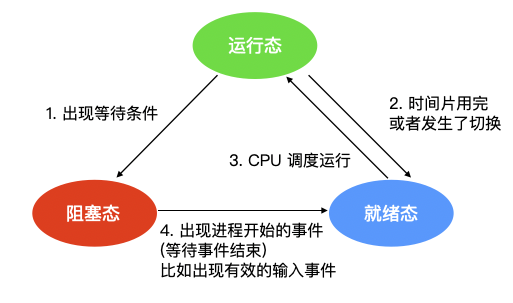 运行态
1. 出现等待条件
2. 时间片用完
或者发生了切换
3. CPU 调度运行
阻塞态
就绪态
4. 出现进程开始的事件
(等待事件结束)
比如出现有效的输入事件